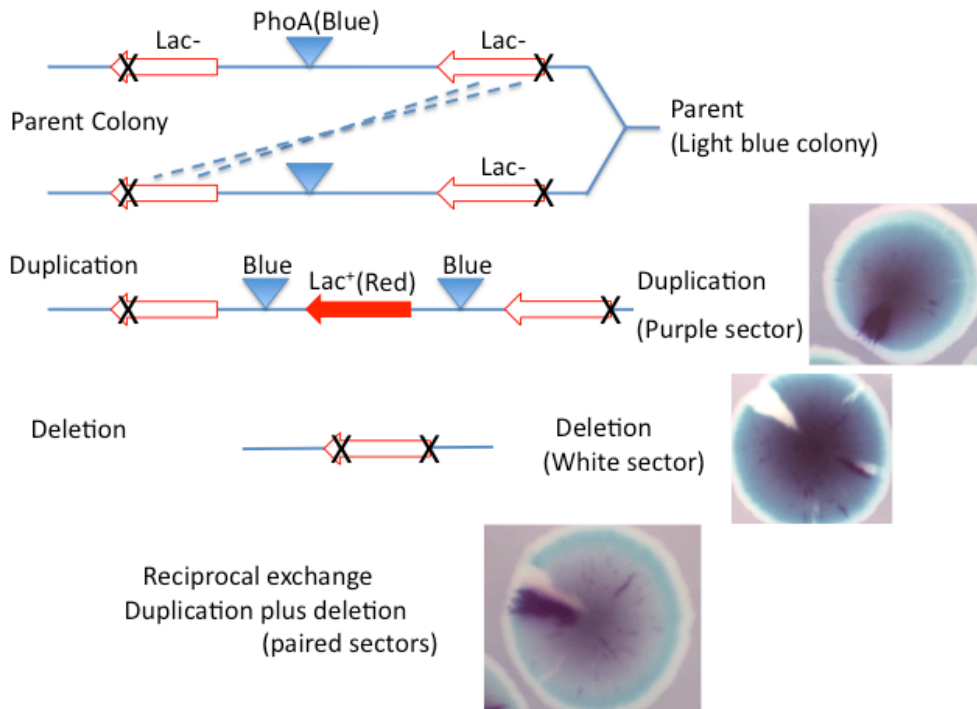 PhoA(Blue)
Lac-
Lac-
X
X
Parent Colony
Parent
(Light blue colony)
Lac-
X
X
Duplication
Blue
Lac⁺(Red)
Blue
Duplication
(Purple sector)
X
X
Deletion
Deletion
(White sector)
X
X
Reciprocal exchange
Duplication plus deletion
(paired sectors)